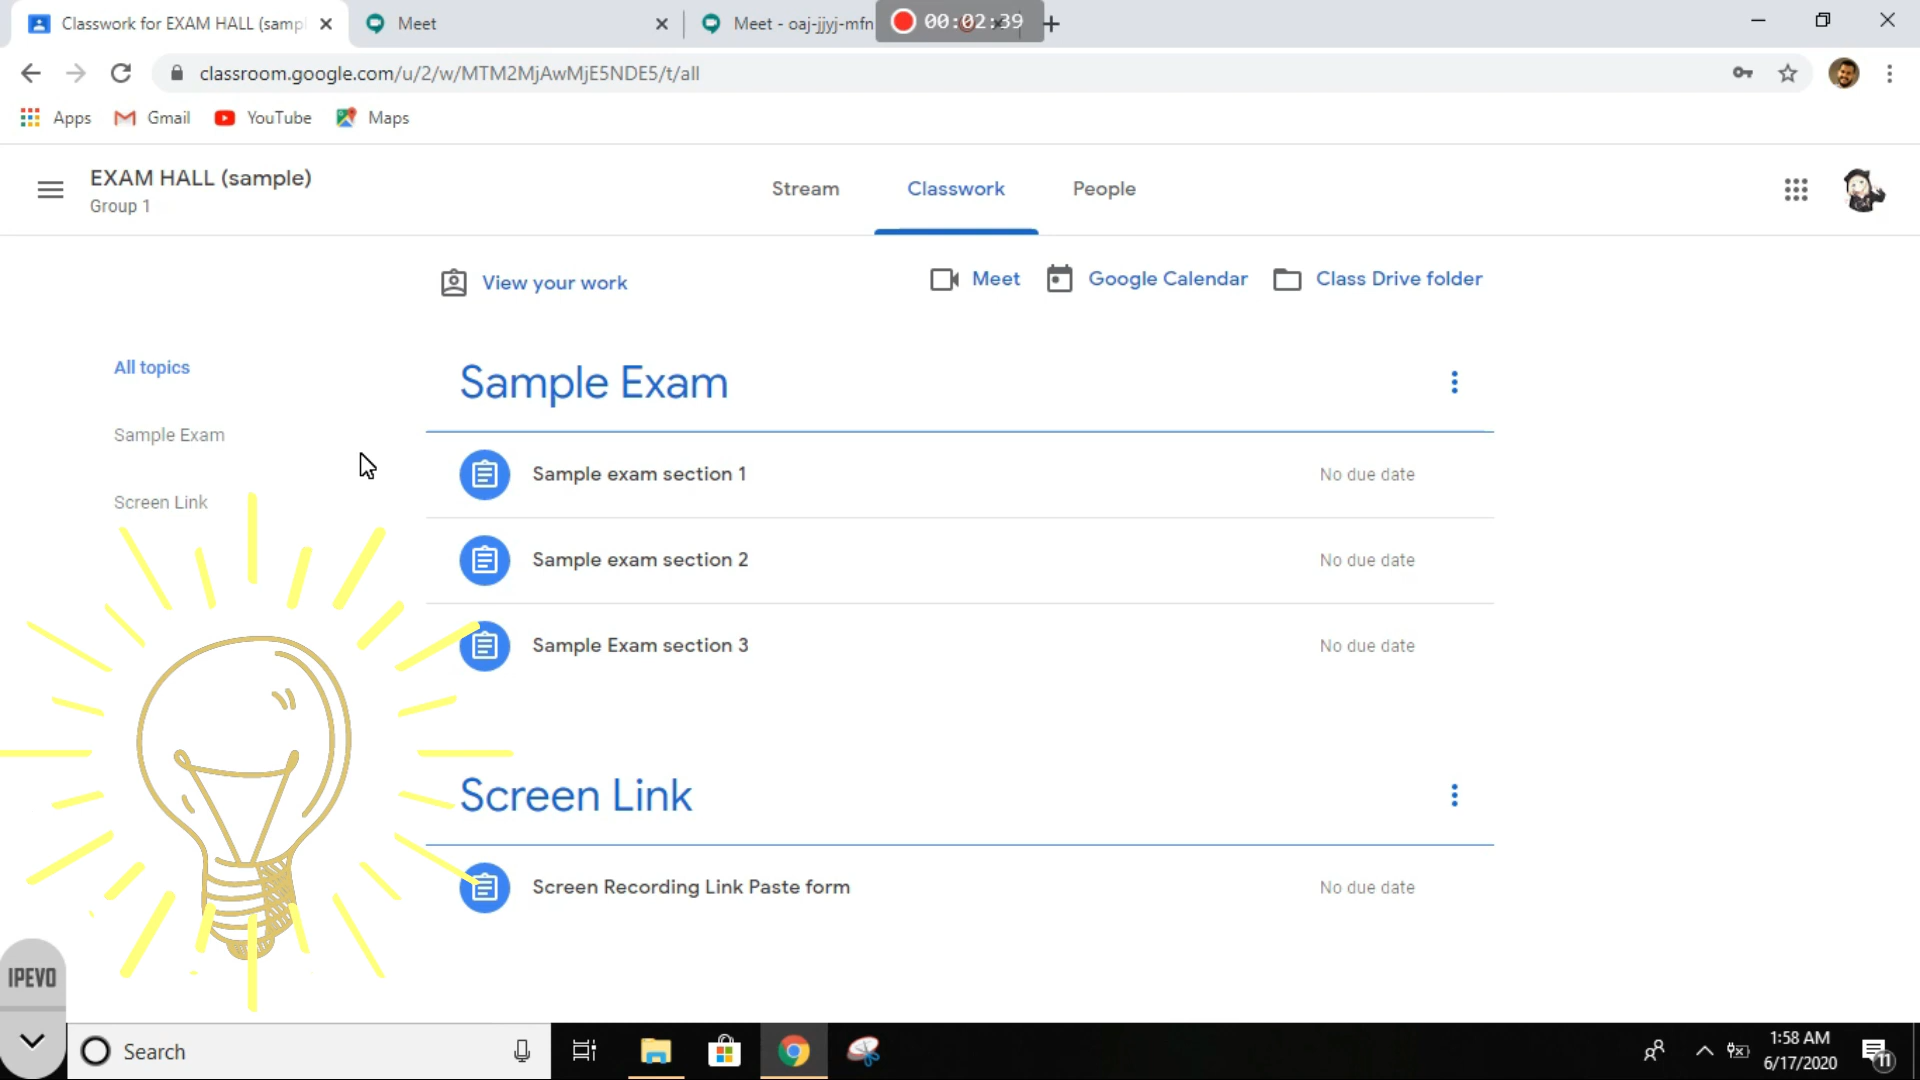 Classwork for EXAM HALL (samp
Meet
Meet - oaj-jjyj-mfn
00:02:39
classroom.google.com/u/2/w/MTM2MjAwMjE5NDE5/t/all
Apps
Gmail
YouTube
Maps
EXAM HALL (sample)
Group 1
Stream
Classwork
People
View your work
Meet
Google Calendar
Class Drive folder
All topics
Sample Exam
Screen Link
Sample Exam
Sample exam section 1
No due date
Sample exam section 2
No due date
Sample Exam section 3
No due date
Screen Link
Screen Recording Link Paste form
No due date
IPEVO
Search
1:58 AM
6/17/2020
11